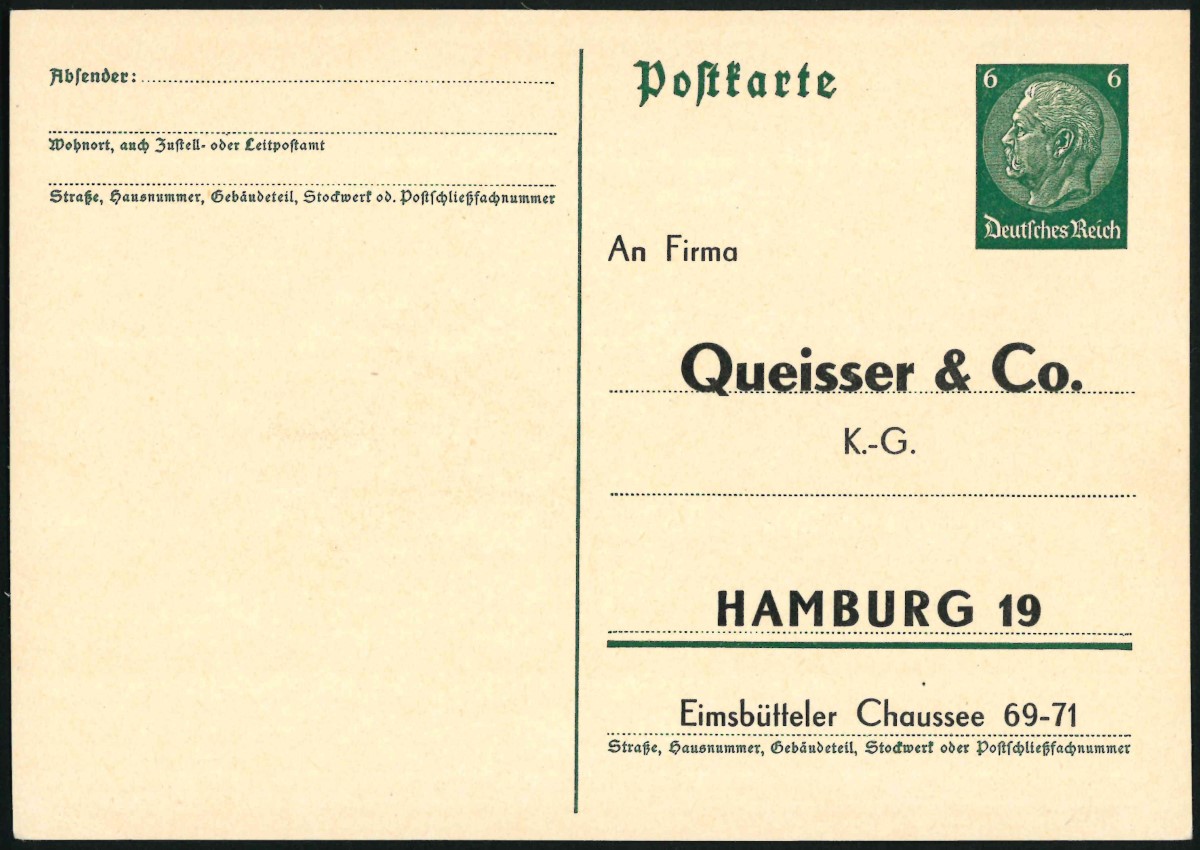 Absender:
Wohnort, auch Zustell- oder Leitpostamt
Straße, Hausnummer, Gebäudeteil, Stockwerk od. Postschließfachnummer
Postkarte
6 6
Deutsches Reich
An Firma
Queisser & Co.
K.-G.
HAMBURG 19
Eimsbütteler Chaussee 69-71
Straße, Hausnummer, Gebäudeteil, Stockwerk oder Postschließfachnummer